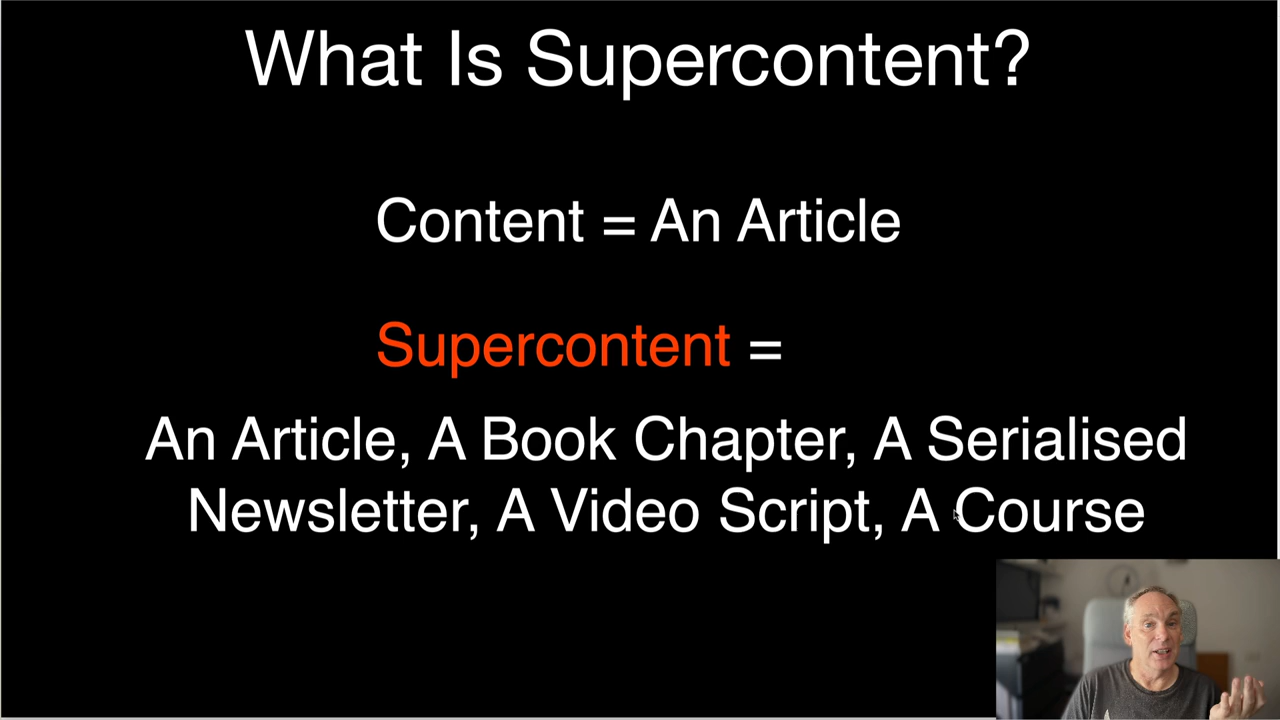 What Is Supercontent?
Content = An Article
Supercontent =
An Article, A Book Chapter, A Serialised
Newsletter, A Video Script, A Course